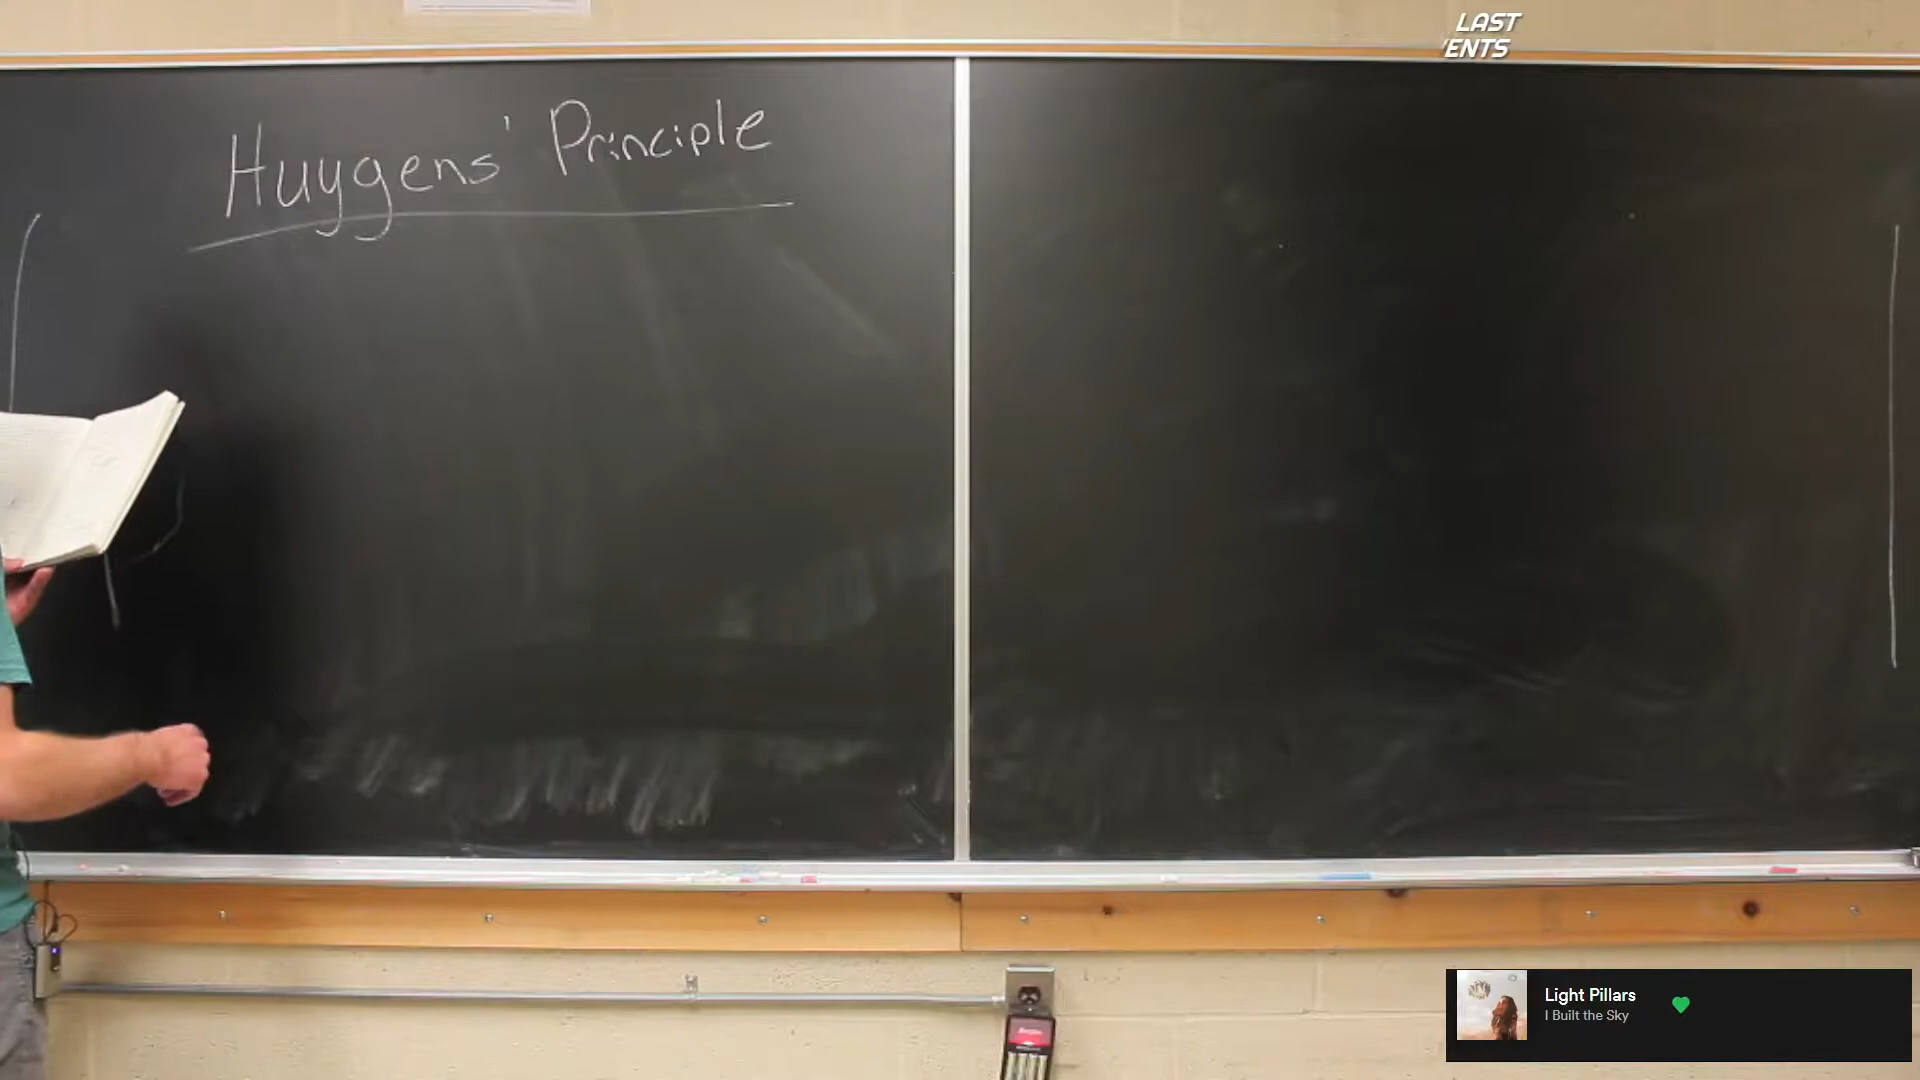 LAST
ENTS
Huygens' Principle
Light Pillars
I Built the Sky